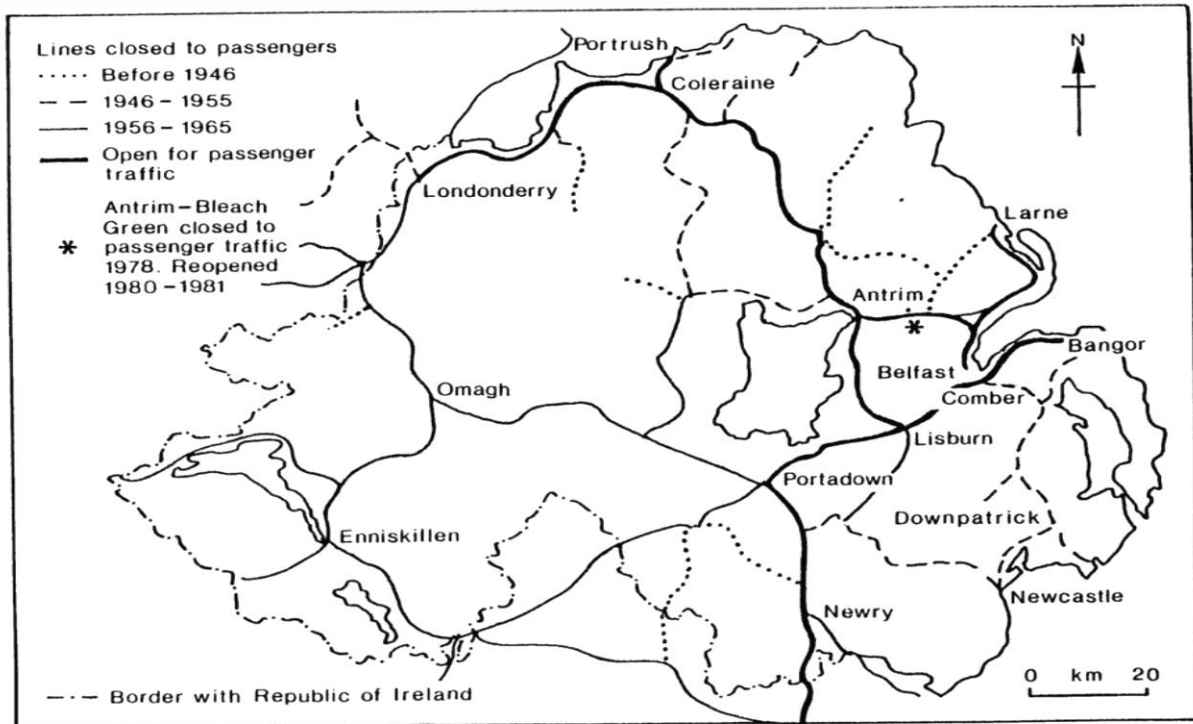 Lines closed to passengers
Before 1946
1946 – 1955
1956 – 1965
Open for passenger
traffic
Antrim–Bleach
Green closed to
* passenger traffic
1978. Reopened
1980 – 1981
Portrush
N
Coleraine
Londonderry
Larne
Antrim
*
Bangor
Belfast
Omagh
Comber
Lisburn
Portadown
Downpatrick
Enniskillen
Newcastle
Newry
0 km 20
Border with Republic of Ireland